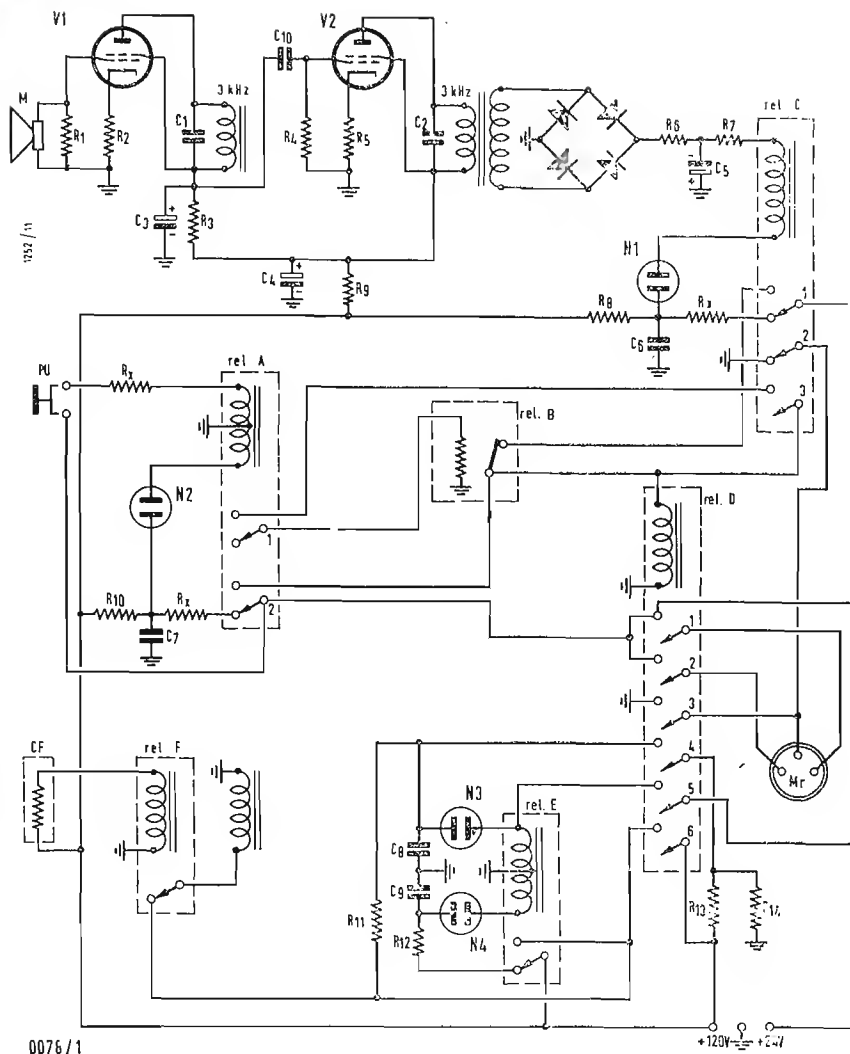 V1
V2
C10
M
R1
R2
C1
3 kHz
R4
R5
C2
3 kHz
R6
R7
rel. C
C5
C3
R3
1252/11
C4
R9
N1
R8
Rx
C6
1
2
3
PU
Rx
rel. A
rel. B
N2
1
rel. D
R10
Rx
2
C7
1
2
3
CF
rel. F
4
Mr
N3
rel. E
5
C8
6
C9
R11
R13
R12
N4
+120V
+24V
0076/1